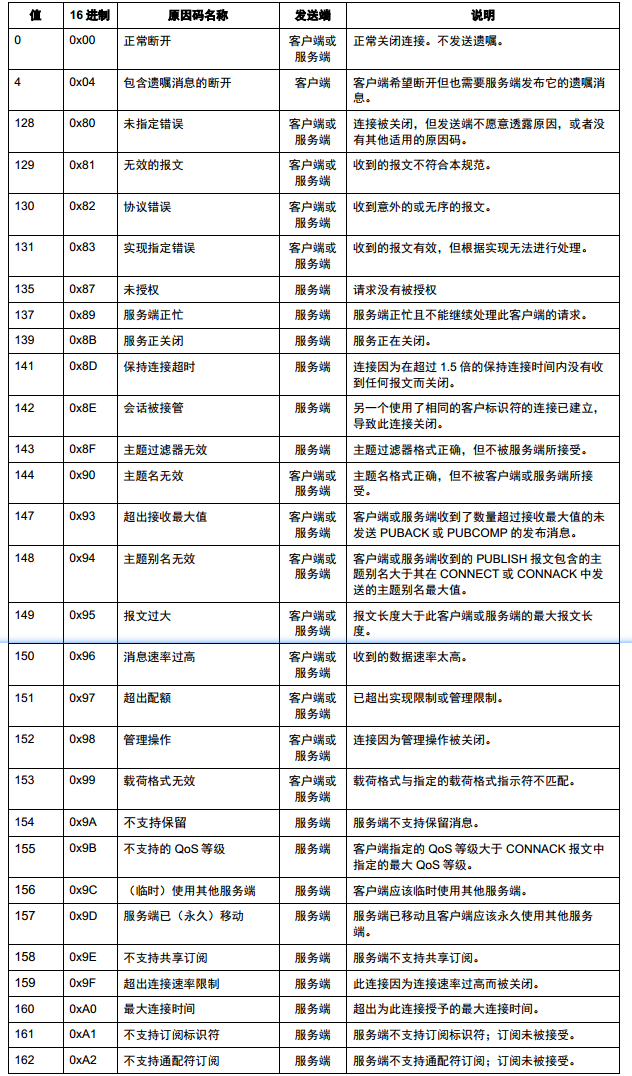 值 16 进制 原因码名称 发送端 说明
0 0x00 正常断开 客户端或 正常关闭连接。不发送遗嘱。
服务端
4 0x04 包含遗嘱消息的断开 客户端 客户端希望断开但也需要服务端发布它的遗嘱消
息。
128 0x80 未指定错误 客户端或 连接被关闭，但发送端不愿意透露原因，或者没
服务端 有其他适用的原因码。
129 0x81 无效的报文 客户端或 收到的报文不符合本规范。
服务端
130 0x82 协议错误 客户端或 收到意外的或无序的报文。
服务端
131 0x83 实现指定错误 客户端或 收到的报文有效，但根据实现无法进行处理。
服务端
135 0x87 未授权 服务端 请求没有被授权
137 0x89 服务端正忙 服务端 服务端正忙且不能继续处理此客户端的请求。
139 0x8B 服务正关闭 服务端 服务正在关闭。
141 0x8D 保持连接超时 服务端 连接因为在超过 1.5 倍的保持连接时间内没有收
到任何报文而关闭。
142 0x8E 会话被接管 服务端 另一个使用了相同的客户标识符的连接已建立，
导致此连接关闭。
143 0x8F 主题过滤器无效 服务端 主题过滤器格式正确，但不被服务端所接受。
144 0x90 主题名无效 客户端或 主题名格式正确，但不被客户端或服务端所接
服务端 受。
147 0x93 超出接收最大值 客户端或 客户端或服务端收到了数量超过接收最大值的未
服务端 发送 PUBACK 或 PUBCOMP 的发布消息。
148 0x94 主题别名无效 客户端或 客户端或服务端收到的 PUBLISH 报文包含的主
服务端 题别名大于其在 CONNECT 或 CONNACK 中发
送的主题别名最大值。
149 0x95 报文过大 客户端或 报文长度大于此客户端或服务端的最大报文长
服务端 度。
150 0x96 消息速率过高 客户端或 收到的数据速率太高。
服务端
151 0x97 超出配额 客户端或 已超出实现限制或管理限制。
服务端
152 0x98 管理操作 客户端或 连接因为管理操作被关闭。
服务端
153 0x99 载荷格式无效 客户端或 载荷格式与指定的载荷格式指示符不匹配。
服务端
154 0x9A 不支持保留 服务端 服务端不支持保留消息。
155 0x9B 不支持的 QoS 等级 服务端 客户端指定的 QoS 等级大于 CONNACK 报文中
指定的最大 QoS 等级。
156 0x9C （临时）使用其他服务端 服务端 客户端应该临时使用其他服务端。
157 0x9D 服务端已（永久）移动 服务端 服务端已移动且客户端应该永久使用其他服务
端。
158 0x9E 不支持共享订阅 服务端 服务端不支持共享订阅。
159 0x9F 超出连接速率限制 服务端 此连接因为连接速率过高而被关闭。
160 0xA0 最大连接时间 服务端 超出为此连接授予的最大连接时间。
161 0xA1 不支持订阅标识符 服务端 服务端不支持订阅标识符；订阅未被接受。
162 0xA2 不支持通配符订阅 服务端 服务端不支持通配符订阅；订阅未被接受。